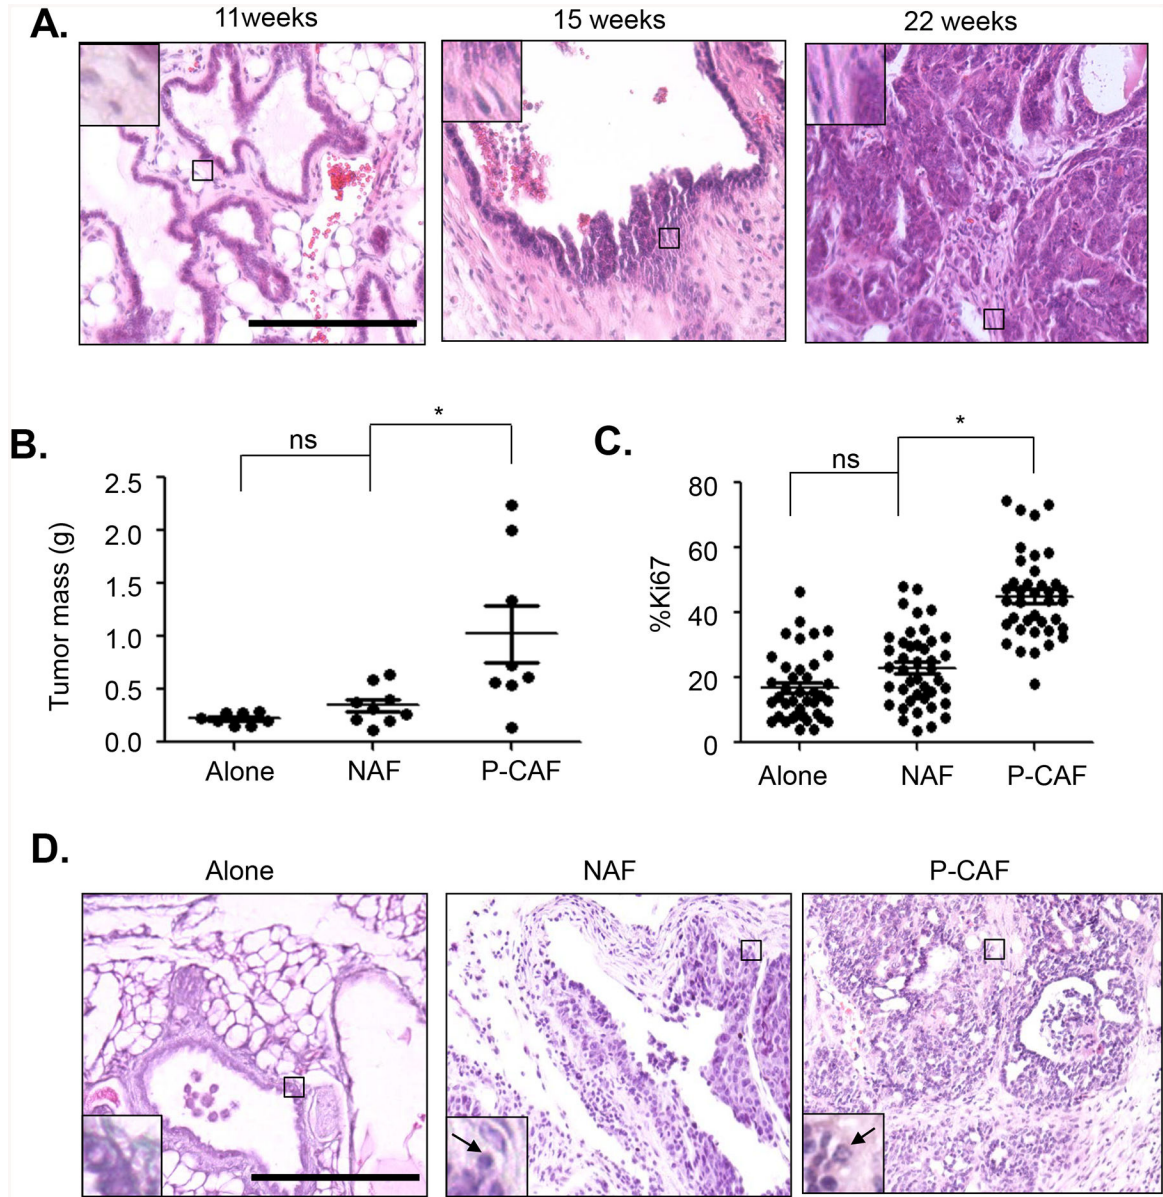 A.
11weeks
15 weeks
22 weeks
B.
ns
*
Tumor mass (g)
2.5
2.0
1.5
1.0
0.5
0.0
Alone
NAF
P-CAF
C.
ns
*
%Ki67
80
60
40
20
0
Alone
NAF
P-CAF
D.
Alone
NAF
P-CAF